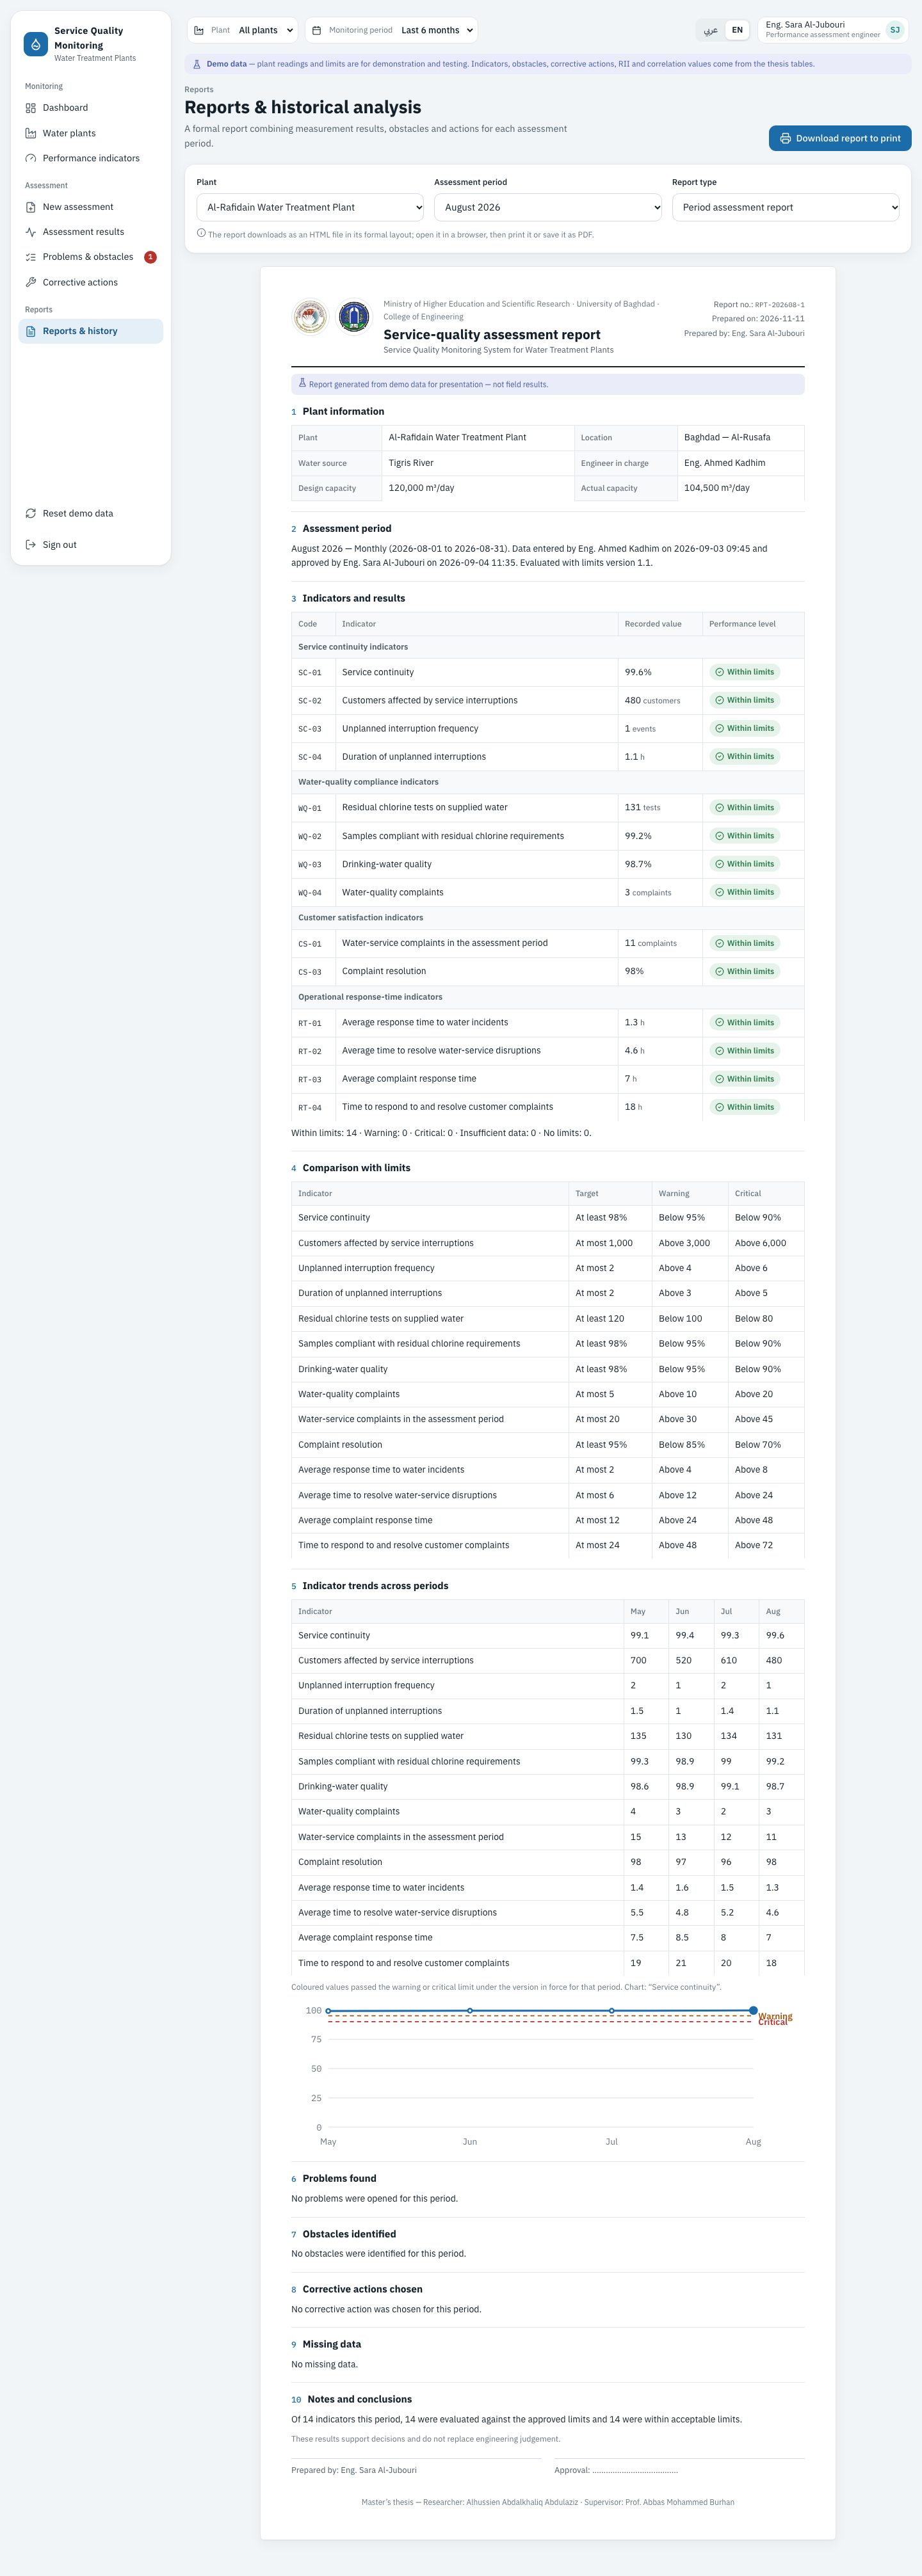 Service Quality
Monitoring
Water Treatment Plants
Monitoring
Dashboard
Water plants
Performance indicators
Assessment
New assessment
Assessment results
Problems & obstacles 1
Corrective actions
Reports
Reports & history
Reset demo data
Sign out
Plant All plants
Monitoring period Last 6 months
عربي EN
Eng. Sara Al-Jubouri
Performance assessment engineer
SJ
Demo data — plant readings and limits are for demonstration and testing. Indicators, obstacles, corrective actions, RII and correlation values come from the thesis tables.
Reports
Reports & historical analysis
A formal report combining measurement results, obstacles and actions for each assessment
period.
Download report to print
Plant Assessment period Report type
Al-Rafidain Water Treatment Plant August 2026 Period assessment report
The report downloads as an HTML file in its formal layout; open it in a browser, then print it or save it as PDF.
Ministry of Higher Education and Scientific Research · University of Baghdad ·
College of Engineering
Service-quality assessment report
Service Quality Monitoring System for Water Treatment Plants
Report no.: RPT-202608-1
Prepared on: 2026-11-11
Prepared by: Eng. Sara Al-Jubouri
Report generated from demo data for presentation — not field results.
1 Plant information
Plant Al-Rafidain Water Treatment Plant Location Baghdad — Al-Rusafa
Water source Tigris River Engineer in charge Eng. Ahmed Kadhim
Design capacity 120,000 m³/day Actual capacity 104,500 m³/day
2 Assessment period
August 2026 — Monthly (2026-08-01 to 2026-08-31). Data entered by Eng. Ahmed Kadhim on 2026-09-03 09:45 and
approved by Eng. Sara Al-Jubouri on 2026-09-04 11:35. Evaluated with limits version 1.1.
3 Indicators and results
Code Indicator Recorded value Performance level
Service continuity indicators
SC-01 Service continuity 99.6% Within limits
SC-02 Customers affected by service interruptions 480 customers Within limits
SC-03 Unplanned interruption frequency 1 events Within limits
SC-04 Duration of unplanned interruptions 1.1 h Within limits
Water-quality compliance indicators
WQ-01 Residual chlorine tests on supplied water 131 tests Within limits
WQ-02 Samples compliant with residual chlorine requirements 99.2% Within limits
WQ-03 Drinking-water quality 98.7% Within limits
WQ-04 Water-quality complaints 3 complaints Within limits
Customer satisfaction indicators
CS-01 Water-service complaints in the assessment period 11 complaints Within limits
CS-03 Complaint resolution 98% Within limits
Operational response-time indicators
RT-01 Average response time to water incidents 1.3 h Within limits
RT-02 Average time to resolve water-service disruptions 4.6 h Within limits
RT-03 Average complaint response time 7 h Within limits
RT-04 Time to respond to and resolve customer complaints 18 h Within limits
Within limits: 14 · Warning: 0 · Critical: 0 · Insufficient data: 0 · No limits: 0.
4 Comparison with limits
Indicator Target Warning Critical
Service continuity At least 98% Below 95% Below 90%
Customers affected by service interruptions At most 1,000 Above 3,000 Above 6,000
Unplanned interruption frequency At most 2 Above 4 Above 6
Duration of unplanned interruptions At most 2 Above 3 Above 5
Residual chlorine tests on supplied water At least 120 Below 100 Below 80
Samples compliant with residual chlorine requirements At least 98% Below 95% Below 90%
Drinking-water quality At least 98% Below 95% Below 90%
Water-quality complaints At most 5 Above 10 Above 20
Water-service complaints in the assessment period At most 20 Above 30 Above 45
Complaint resolution At least 95% Below 85% Below 70%
Average response time to water incidents At most 2 Above 4 Above 8
Average time to resolve water-service disruptions At most 6 Above 12 Above 24
Average complaint response time At most 12 Above 24 Above 48
Time to respond to and resolve customer complaints At most 24 Above 48 Above 72
5 Indicator trends across periods
Indicator May Jun Jul Aug
Service continuity 99.1 99.4 99.3 99.6
Customers affected by service interruptions 700 520 610 480
Unplanned interruption frequency 2 1 2 1
Duration of unplanned interruptions 1.5 1 1.4 1.1
Residual chlorine tests on supplied water 135 130 134 131
Samples compliant with residual chlorine requirements 99.3 98.9 99 99.2
Drinking-water quality 98.6 98.9 99.1 98.7
Water-quality complaints 4 3 2 3
Water-service complaints in the assessment period 15 13 12 11
Complaint resolution 98 97 96 98
Average response time to water incidents 1.4 1.6 1.5 1.3
Average time to resolve water-service disruptions 5.5 4.8 5.2 4.6
Average complaint response time 7.5 8.5 8 7
Time to respond to and resolve customer complaints 19 21 20 18
Coloured values passed the warning or critical limit under the version in force for that period. Chart: “Service continuity”.
100
Warning
Critical
75
50
25
0
May Jun Jul Aug
6 Problems found
No problems were opened for this period.
7 Obstacles identified
No obstacles were identified for this period.
8 Corrective actions chosen
No corrective action was chosen for this period.
9 Missing data
No missing data.
10 Notes and conclusions
Of 14 indicators this period, 14 were evaluated against the approved limits and 14 were within acceptable limits.
These results support decisions and do not replace engineering judgement.
Prepared by: Eng. Sara Al-Jubouri Approval: ....................................
Master’s thesis — Researcher: Alhussien Abdalkhaliq Abdulaziz · Supervisor: Prof. Abbas Mohammed Burhan